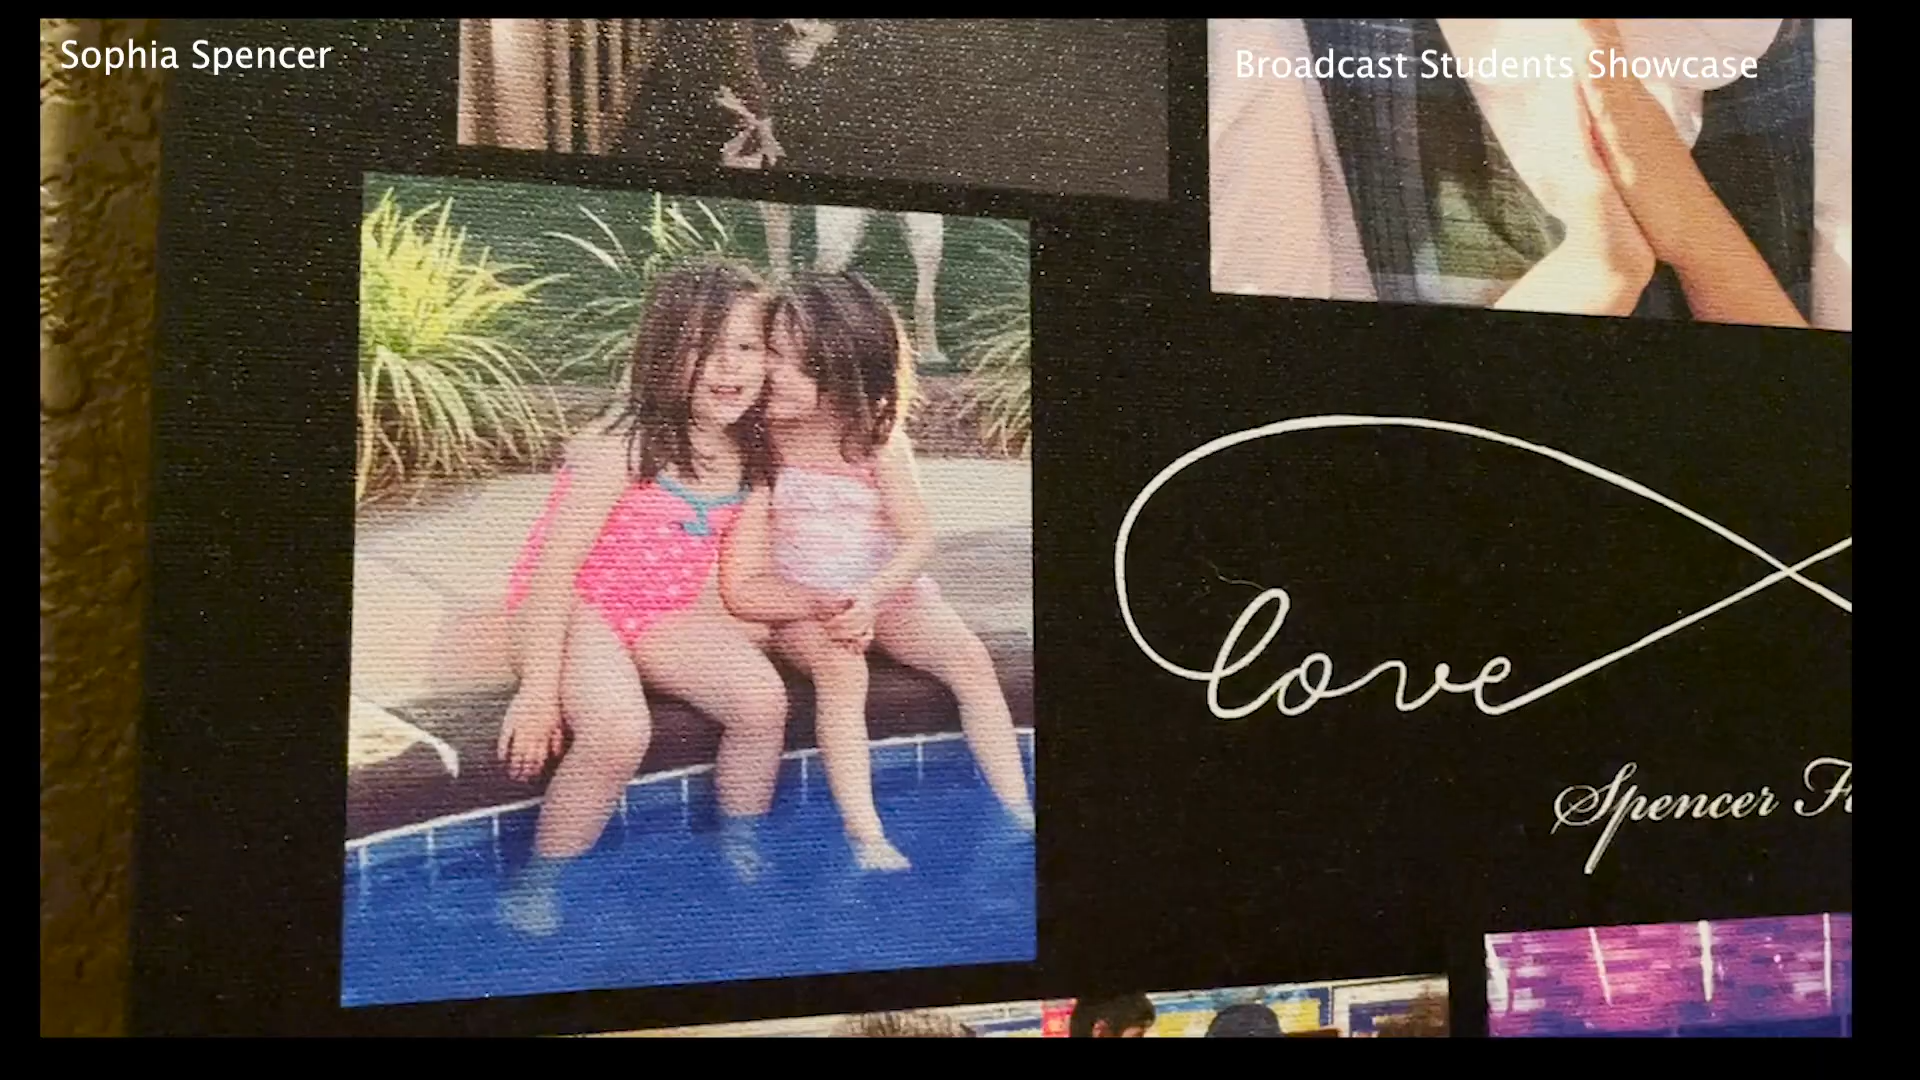 Sophia Spencer
Broadcast Students Showcase
love
Spencer